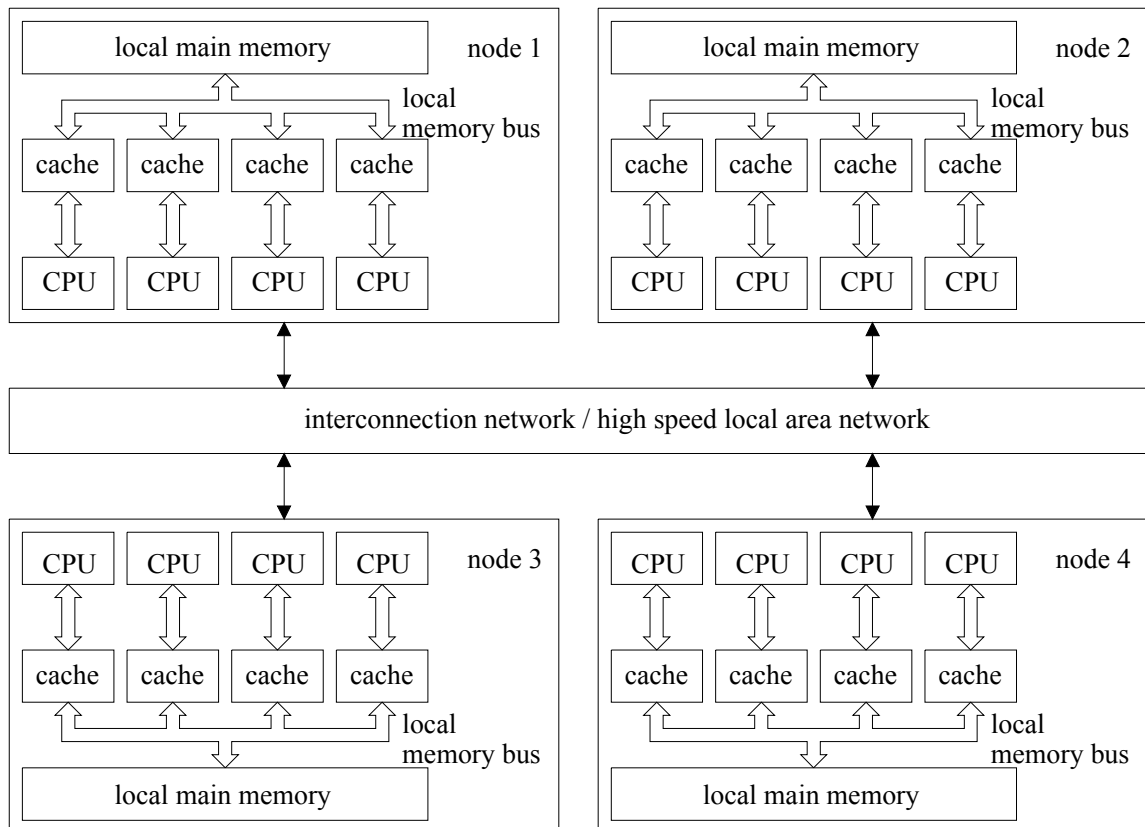 local main memory
node 1
local
memory bus
cache cache cache cache
CPU CPU CPU CPU
local main memory
node 2
local
memory bus
cache cache cache cache
CPU CPU CPU CPU
interconnection network / high speed local area network
CPU CPU CPU CPU
node 3
cache cache cache cache
local
memory bus
local main memory
CPU CPU CPU CPU
node 4
cache cache cache cache
local
memory bus
local main memory